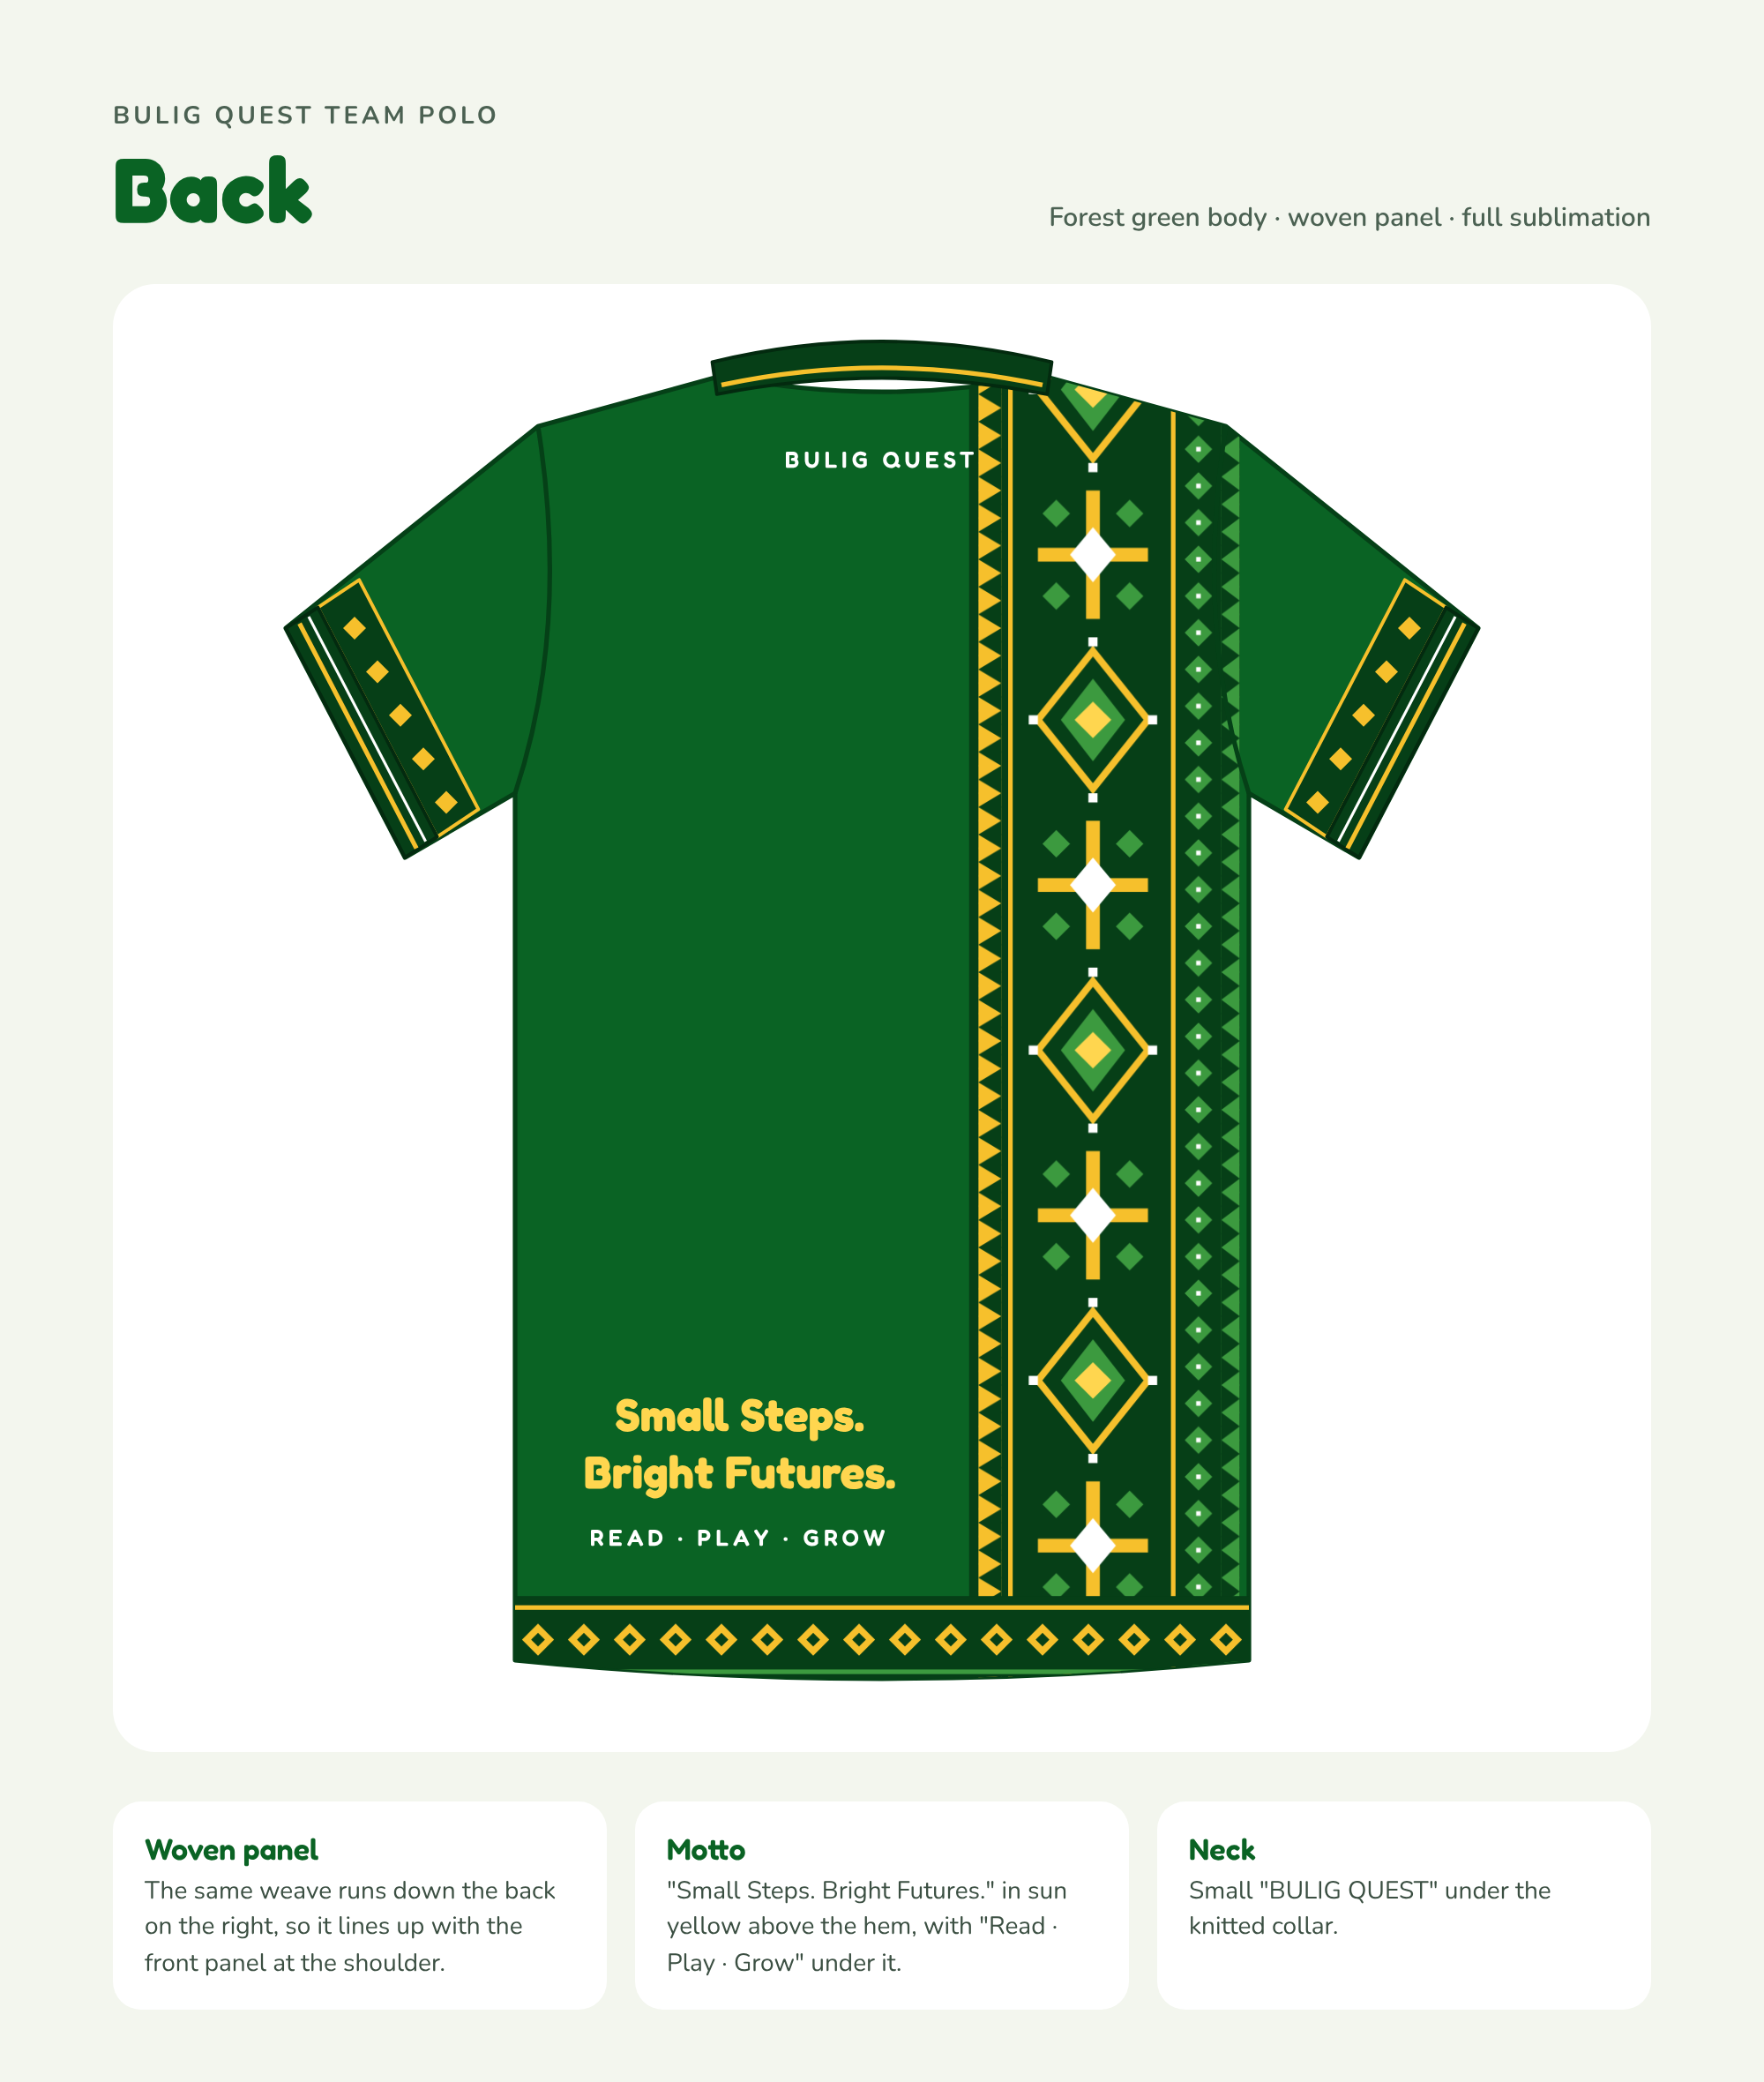 BULIG QUEST TEAM POLO
Back
Forest green body · woven panel · full sublimation
BULIG QUEST
Small Steps.
Bright Futures.
READ · PLAY · GROW
Woven panel
The same weave runs down the back
on the right, so it lines up with the
front panel at the shoulder.
Motto
"Small Steps. Bright Futures." in sun
yellow above the hem, with "Read ·
Play · Grow" under it.
Neck
Small "BULIG QUEST" under the
knitted collar.